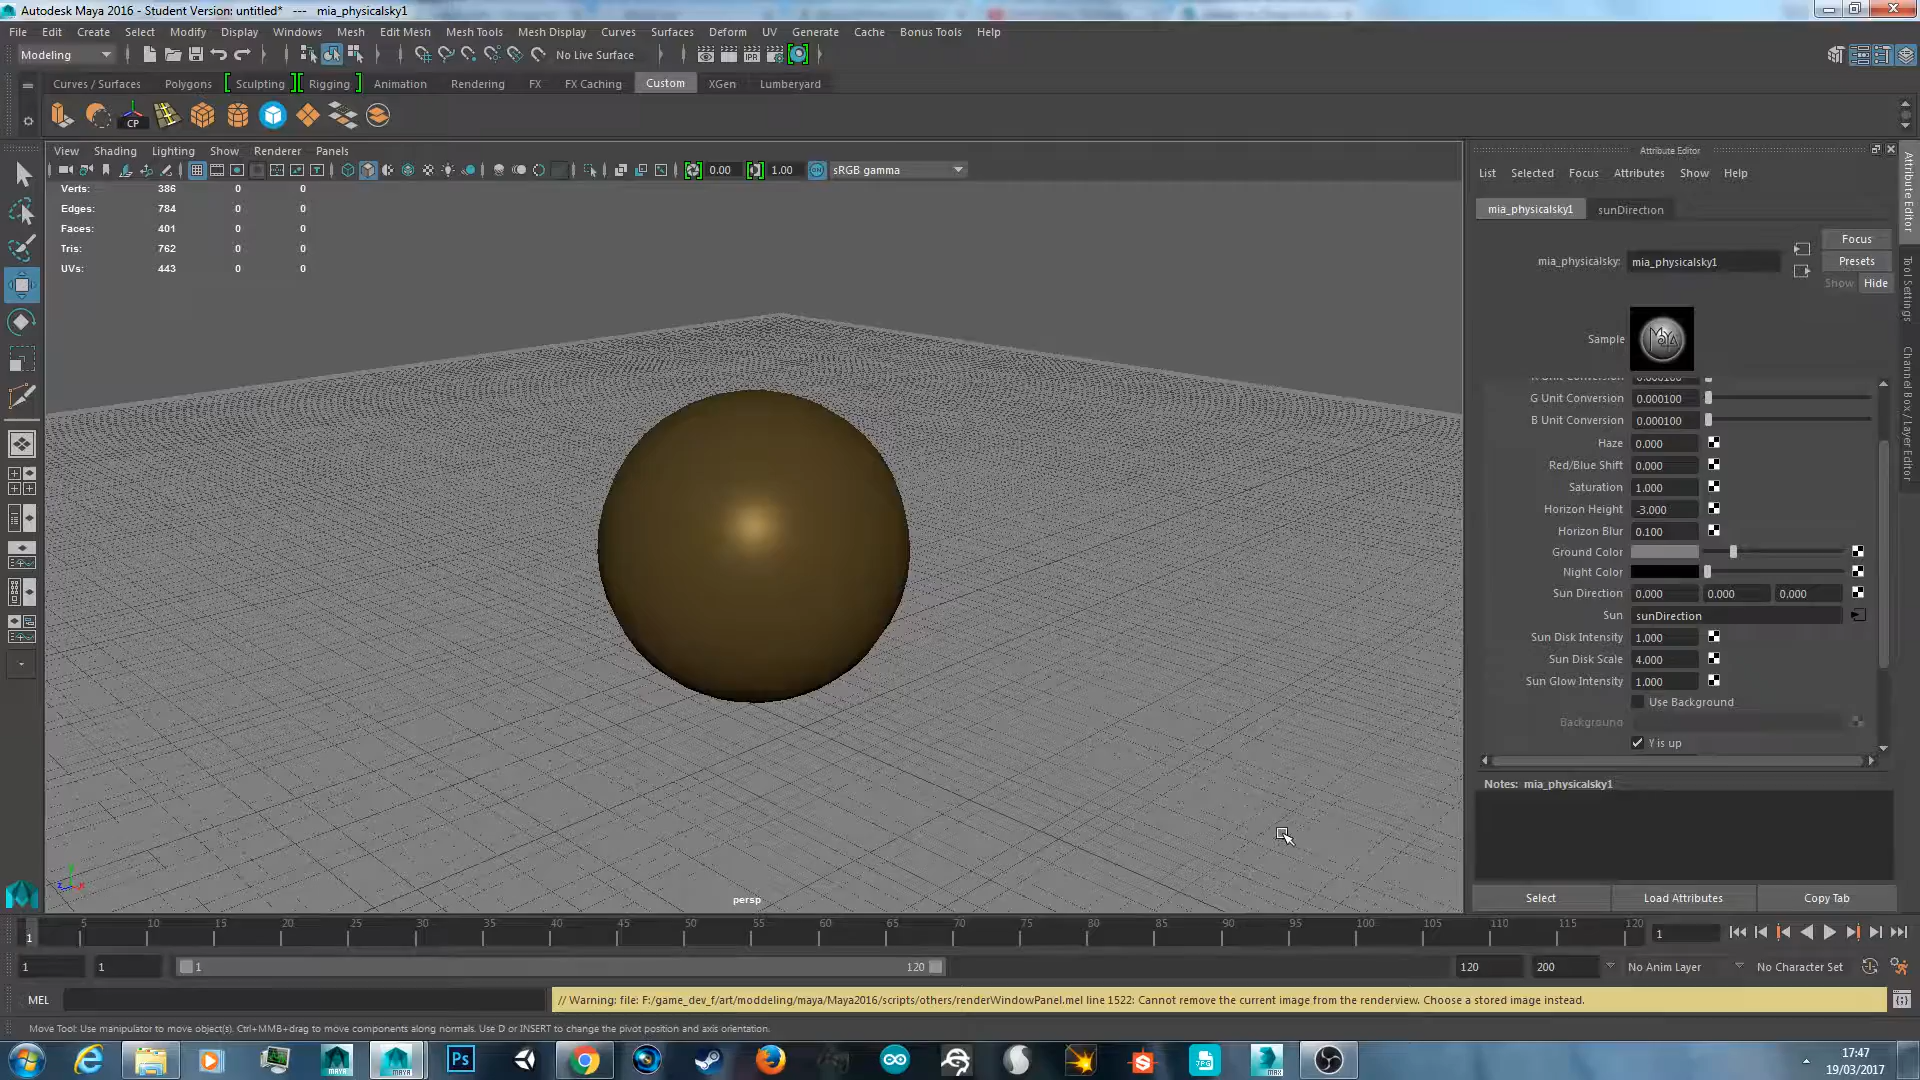 Autodesk Maya 2016 - Student Version: untitled*   ---   mia_physicalsky1
File Edit Create Select Modify Display Windows Mesh Edit Mesh Mesh Tools Mesh Display Curves Surfaces Deform UV Generate Cache Bonus Tools Help
Modeling No Live Surface
Curves / Surfaces Polygons Sculpting Rigging Animation Rendering FX FX Caching Custom XGen Lumberyard
CP
View Shading Lighting Show Renderer Panels
0.00 1.00 sRGB gamma
Verts: 386 0 0
Edges: 784 0 0
Faces: 401 0 0
Tris: 762 0 0
UVs: 443 0 0
persp
Attribute Editor
List Selected Focus Attributes Show Help
mia_physicalsky1 sunDirection
Focus
mia_physicalsky: mia_physicalsky1 Presets
Show Hide
Sample
G Unit Conversion 0.000100
B Unit Conversion 0.000100
Haze 0.000
Red/Blue Shift 0.000
Saturation 1.000
Horizon Height -3.000
Horizon Blur 0.100
Ground Color
Night Color
Sun Direction 0.000 0.000 0.000
Sun sunDirection
Sun Disk Intensity 1.000
Sun Disk Scale 4.000
Sun Glow Intensity 1.000
Use Background
Background
Y is up
Notes: mia_physicalsky1
Select Load Attributes Copy Tab
Attribute Editor
Tool Settings
Channel Box / Layer Editor
1 5 10 15 20 25 30 35 40 45 50 55 60 65 70 75 80 85 90 95 100 105 110 115 120 1
1 1 1 120 120 200 No Anim Layer No Character Set
MEL // Warning: file: F:/game_dev_f/art/moddeling/maya/Maya2016/scripts/others/renderWindowPanel.mel line 1522: Cannot remove the current image from the renderview. Choose a stored image instead.
Move Tool: Use manipulator to move object(s). Ctrl+MMB+drag to move components along normals. Use D or INSERT to change the pivot position and axis orientation.
17:47
19/03/2017